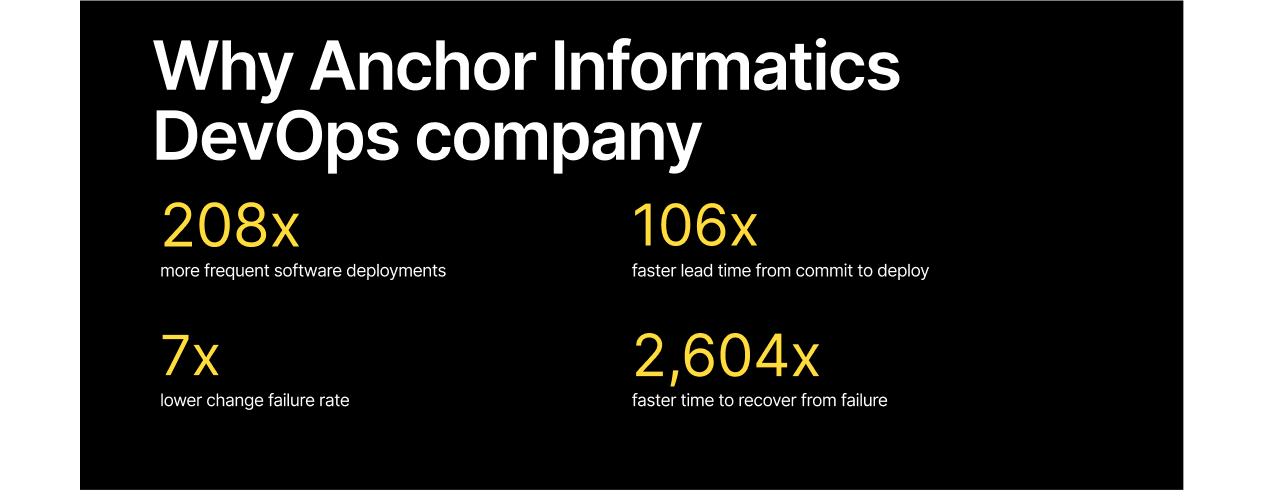 Why Anchor Informatics
DevOps company
208x
more frequent software deployments
106x
faster lead time from commit to deploy
7x
lower change failure rate
2,604x
faster time to recover from failure